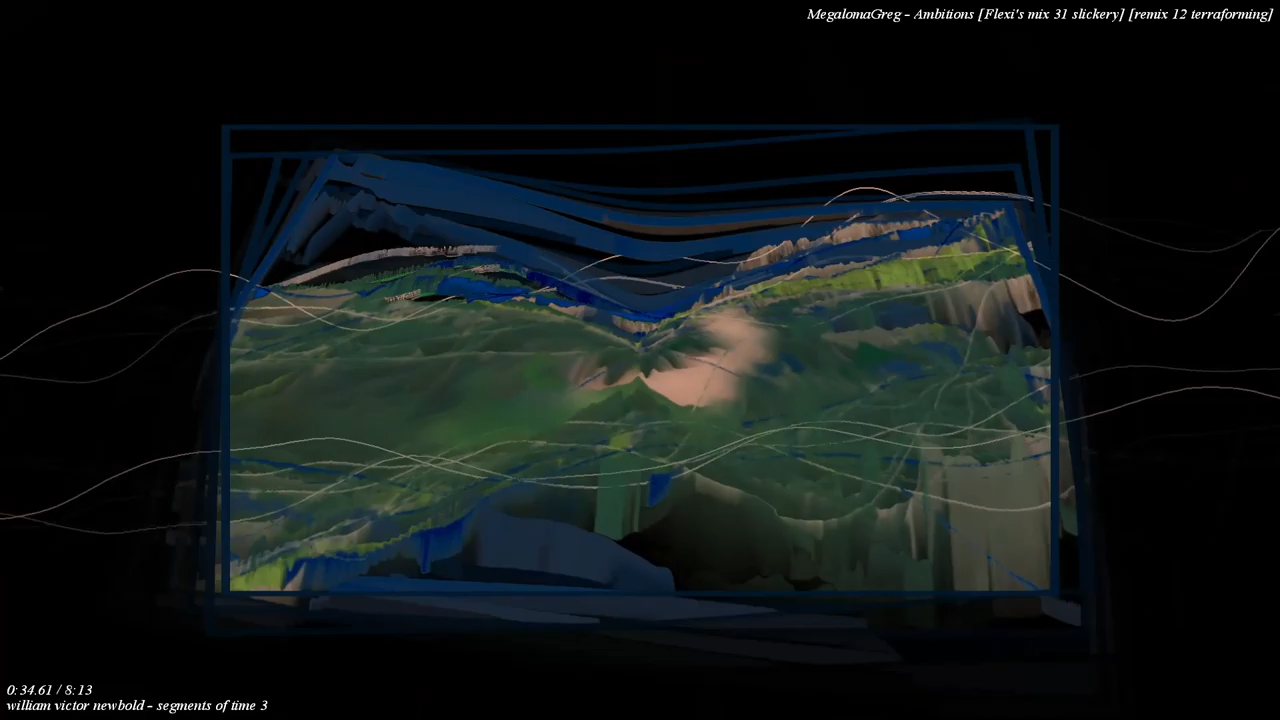 MegalomaGreg - Ambitions [Flexi's mix 31 slickery] [remix 12 terraforming]
0:34.61 / 8:13
william victor newbold - segments of time 3